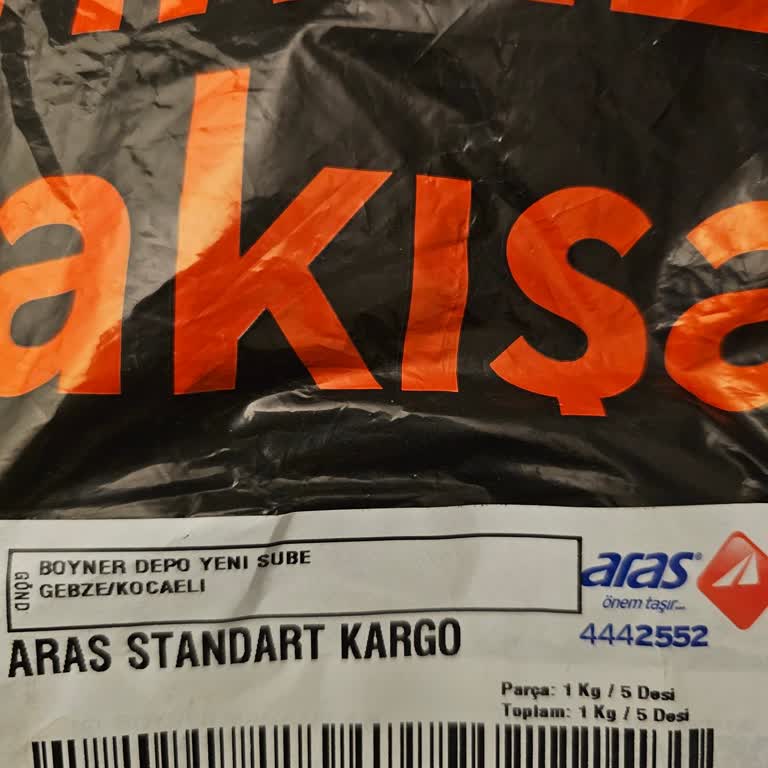 akışa
BOYNER DEPO YENI SUBE
GÖND
GEBZE/KOCAELI
aras®
önem taşır...
ARAS STANDART KARGO
4442552
Parça: 1 Kg / 5 Desi
Toplam: 1 Kg / 5 Desi